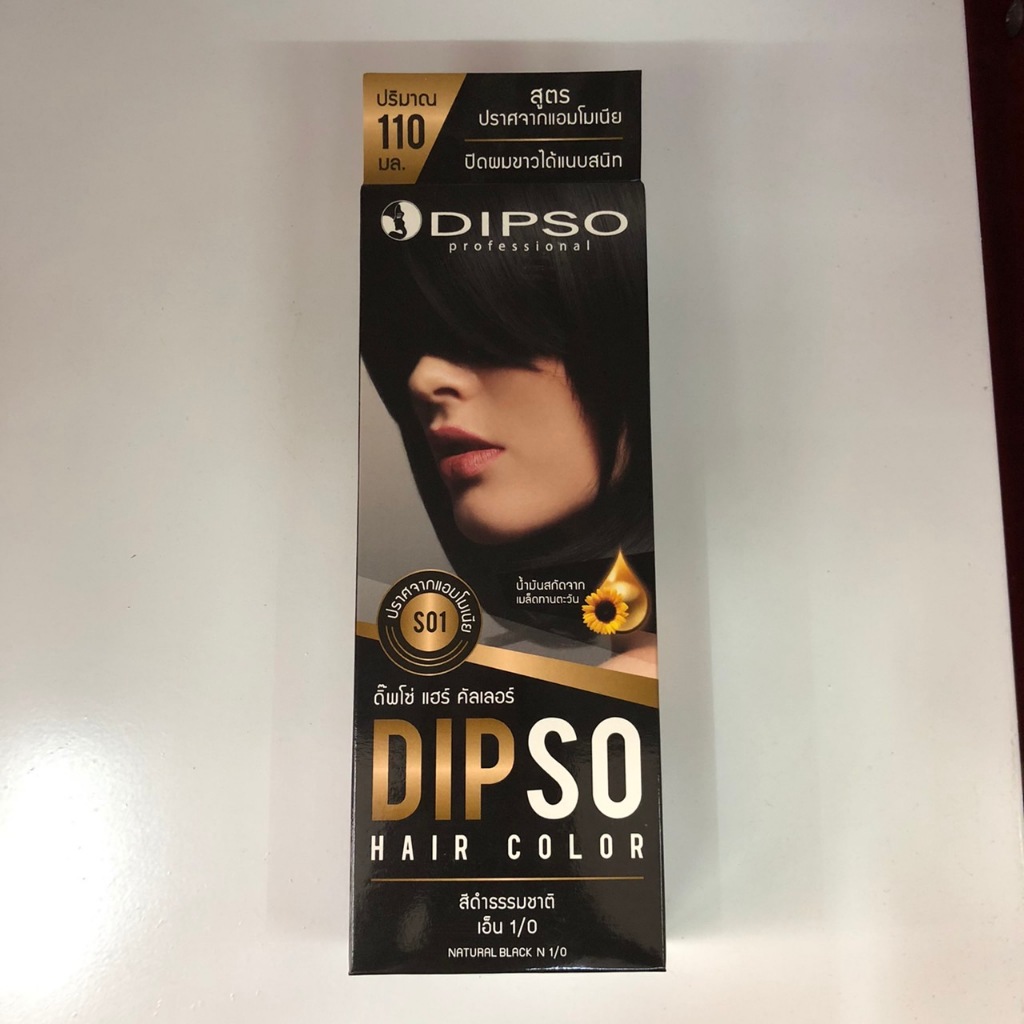 ปริมาณ
110
มล.
สูตร
ปราศจากแอมโมเนีย
ปิดผมขาวได้แนบสนิท
DIPSO
professional
น้ำมันสกัดจาก
เมล็ดทานตะวัน
ปราศจากแอมโมเนีย
S01
ดิ๊พโซ่ แฮร์ คัลเลอร์
DIPSO
HAIR COLOR
สีดำธรรมชาติ
เอ็น 1/0
NATURAL BLACK N 1/0